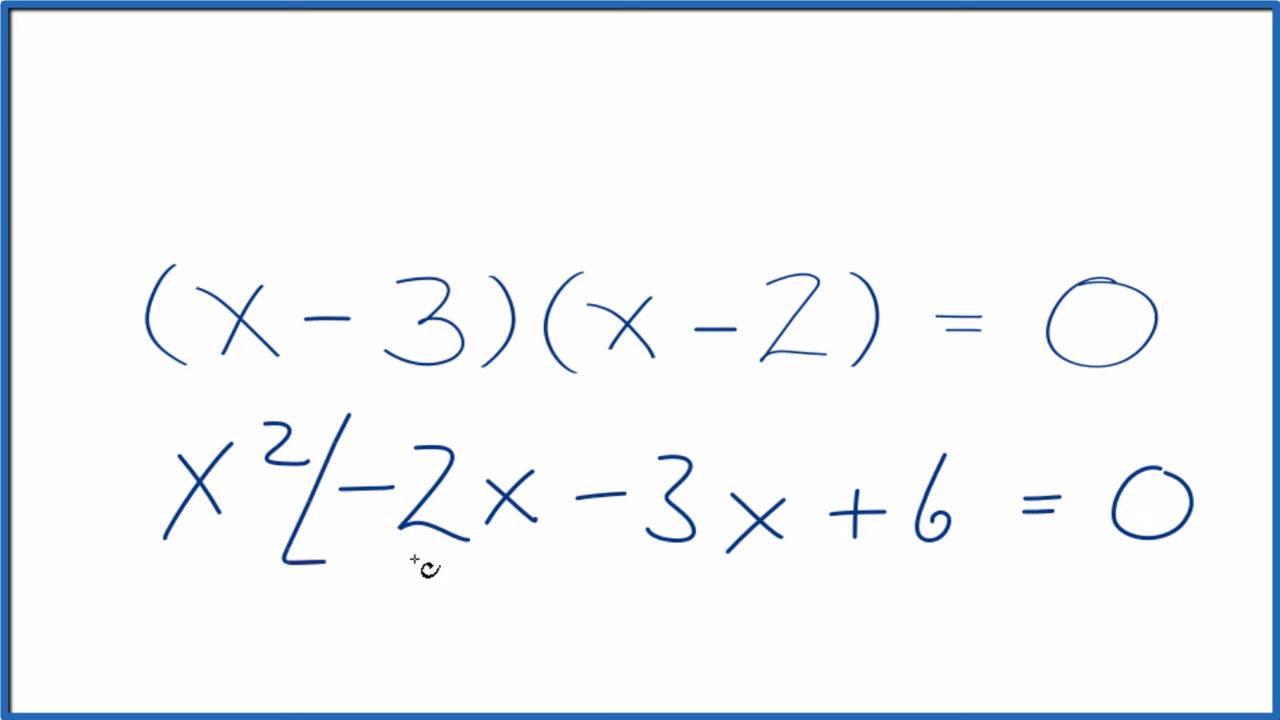 (x - 3)(x - 2) = 0
x² - 2x - 3x + 6 = 0